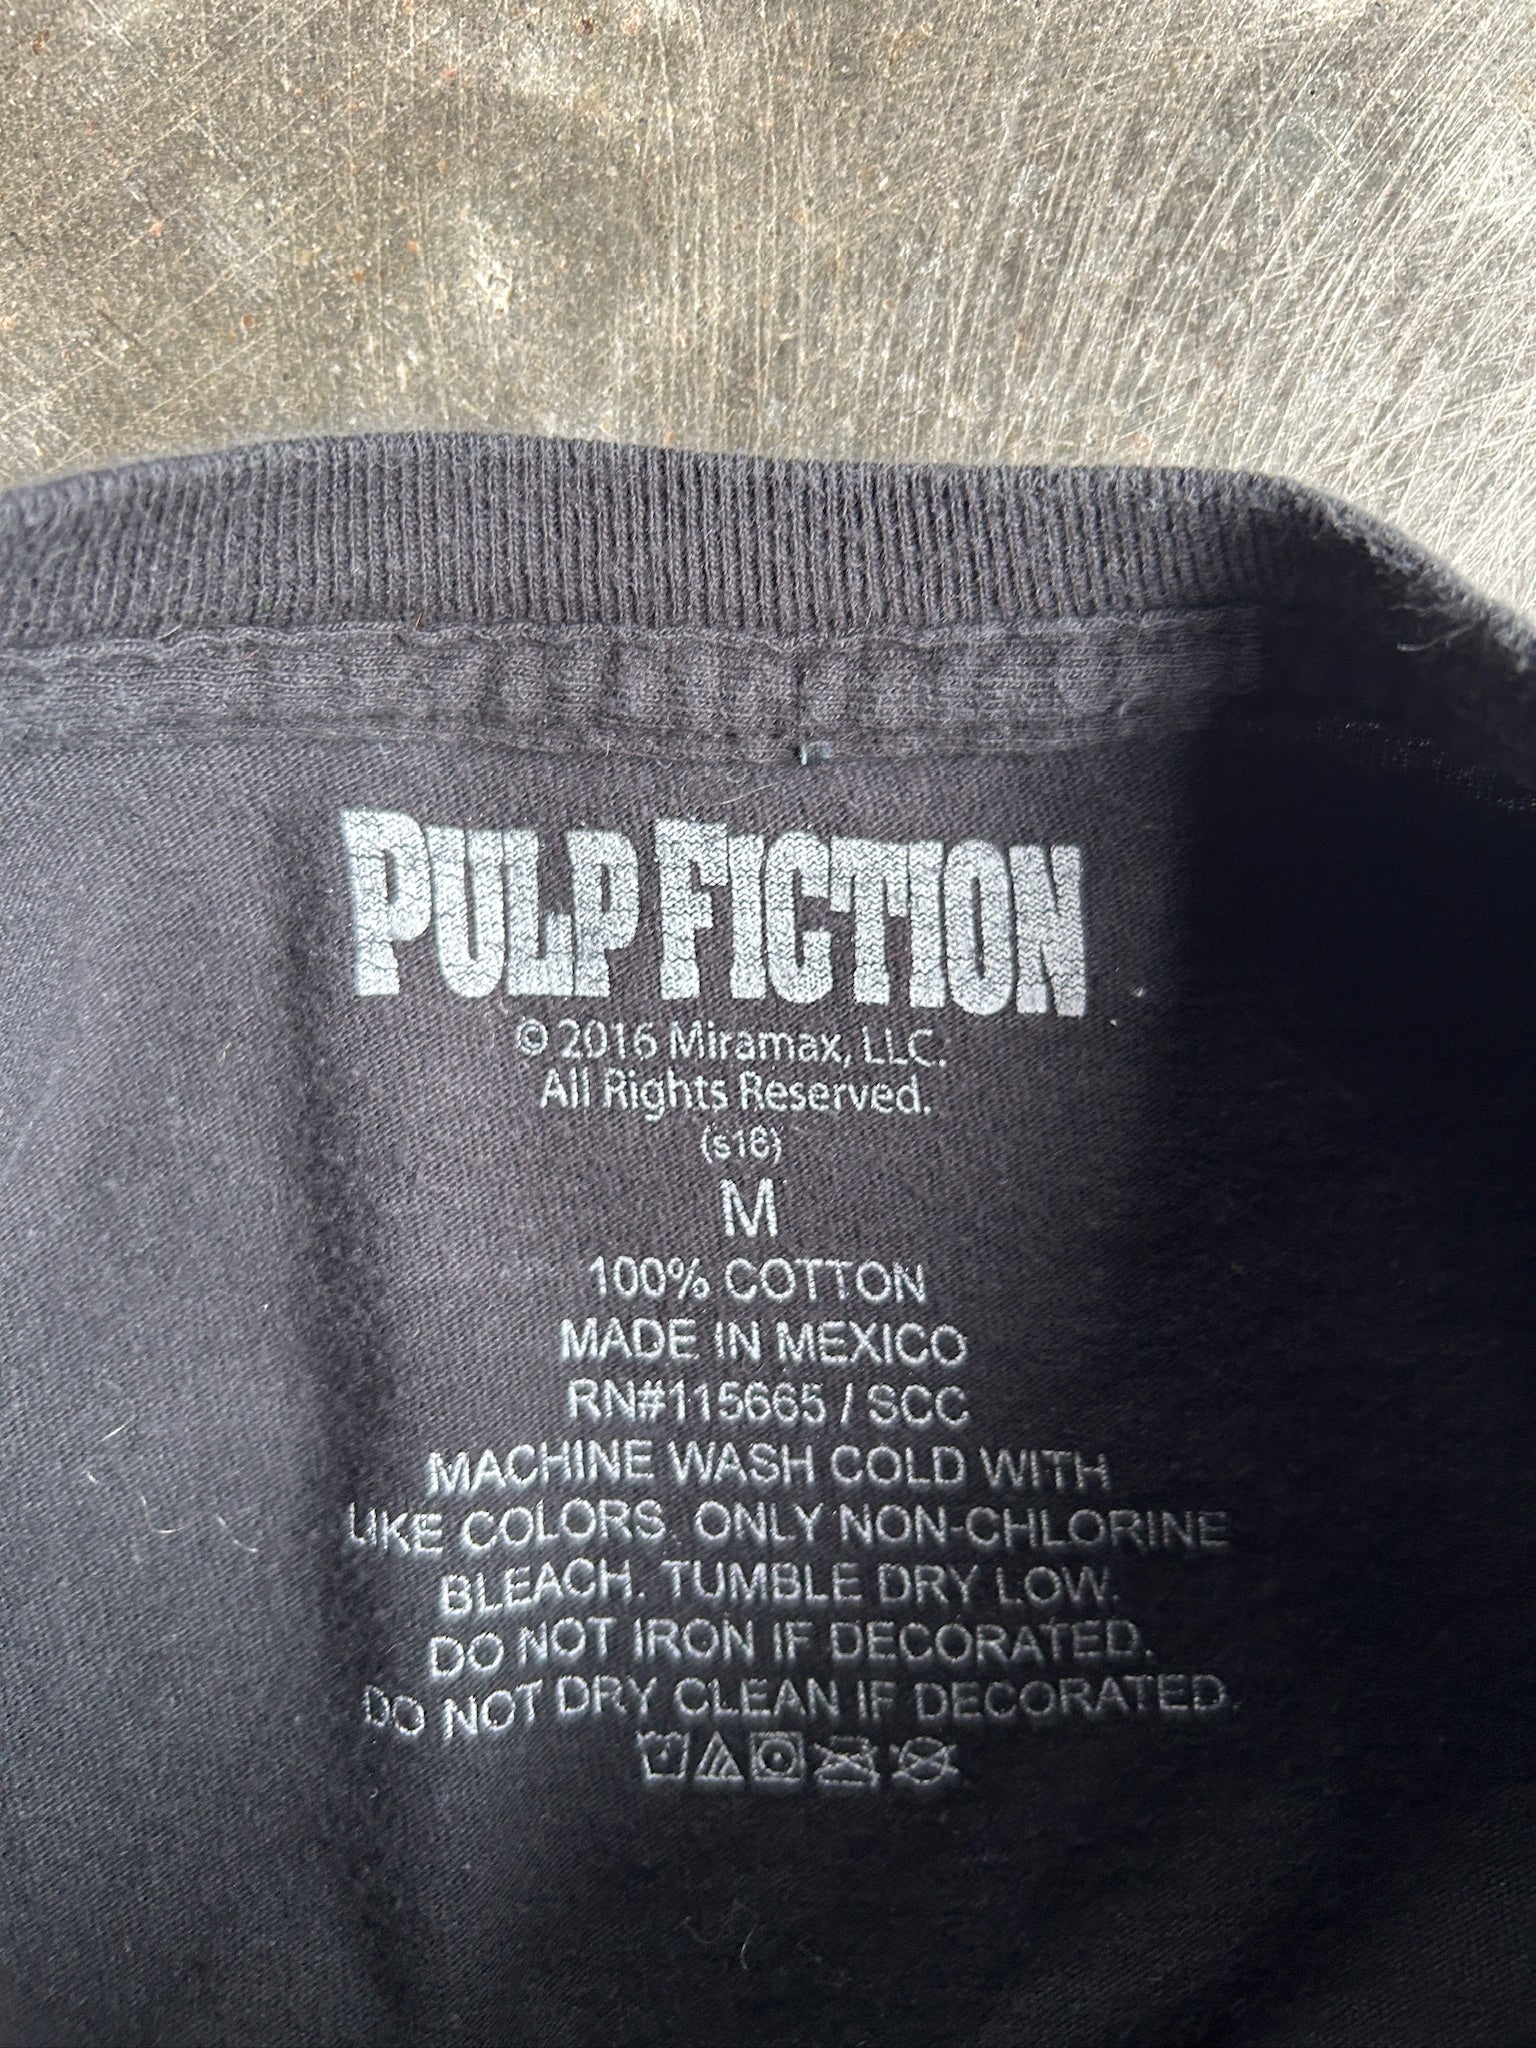 PULP FICTION
© 2016 Miramax, LLC.
All Rights Reserved.
(s16)
M
100% COTTON
MADE IN MEXICO
RN#115665 / SCC
MACHINE WASH COLD WITH
LIKE COLORS. ONLY NON-CHLORINE
BLEACH. TUMBLE DRY LOW.
DO NOT IRON IF DECORATED.
DO NOT DRY CLEAN IF DECORATED.